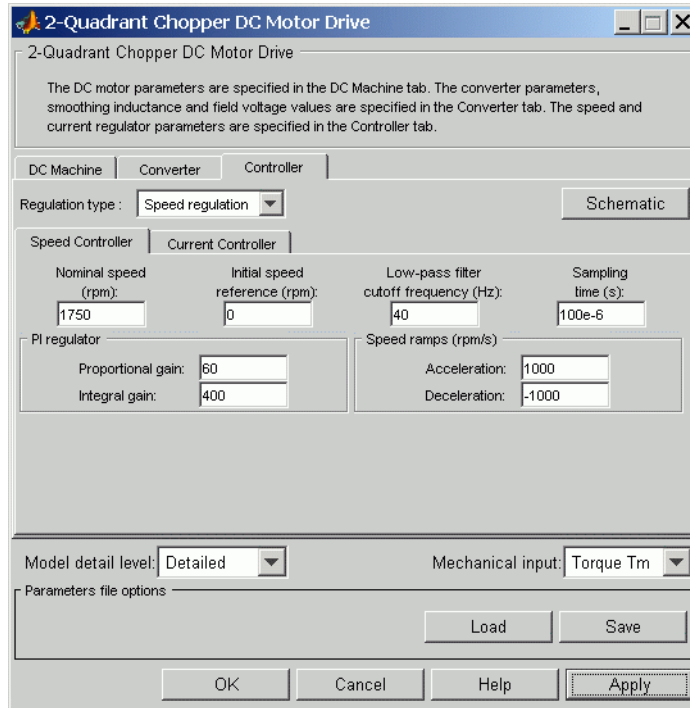 2-Quadrant Chopper DC Motor Drive
2-Quadrant Chopper DC Motor Drive
The DC motor parameters are specified in the DC Machine tab. The converter parameters,
smoothing inductance and field voltage values are specified in the Converter tab. The speed and
current regulator parameters are specified in the Controller tab.
DC Machine Converter Controller
Regulation type : Speed regulation Schematic
Speed Controller Current Controller
Nominal speed Initial speed Low-pass filter Sampling
(rpm): reference (rpm): cutoff frequency (Hz): time (s):
1750 0 40 100e-6
PI regulator Speed ramps (rpm/s)
Proportional gain: 60 Acceleration: 1000
Integral gain: 400 Deceleration: -1000
Model detail level: Detailed Mechanical input: Torque Tm
Parameters file options
Load Save
OK Cancel Help Apply